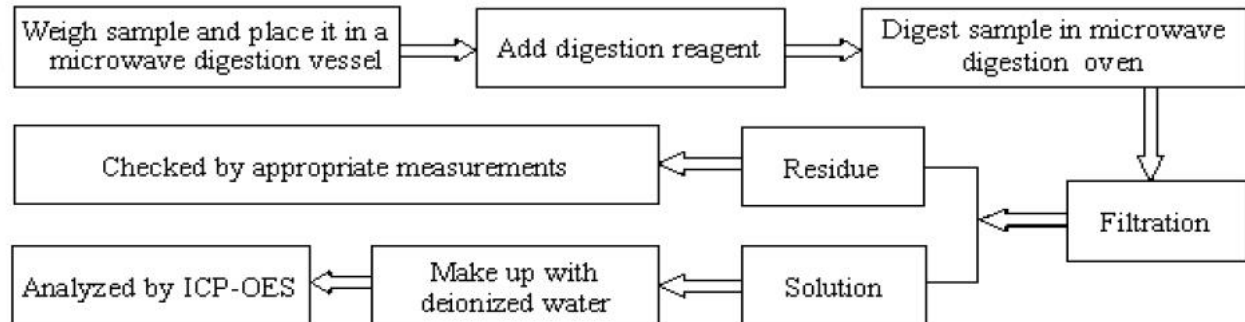 Weigh sample and place it in a
microwave digestion vessel
Add digestion reagent
Digest sample in microwave
digestion oven
Checked by appropriate measurements
Residue
Filtration
Analyzed by ICP-OES
Make up with
deionized water
Solution